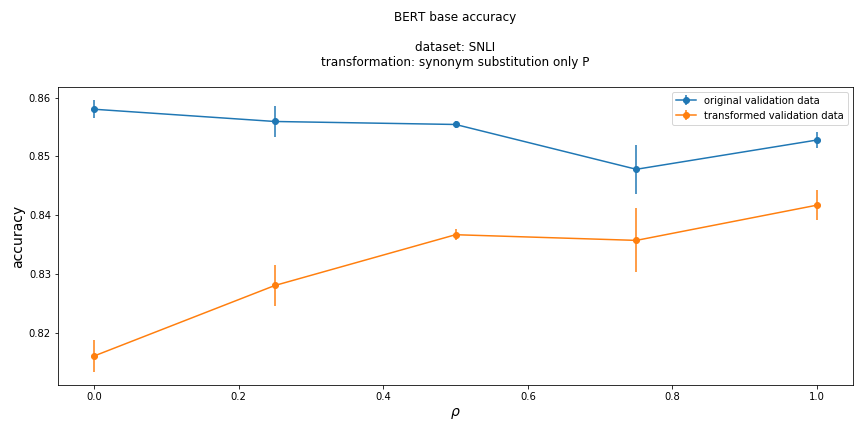 BERT base accuracy
dataset: SNLI
transformation: synonym substitution only P
original validation data
transformed validation data
accuracy
0.86
0.85
0.84
0.83
0.82
0.0 0.2 0.4 0.6 0.8 1.0
ρ